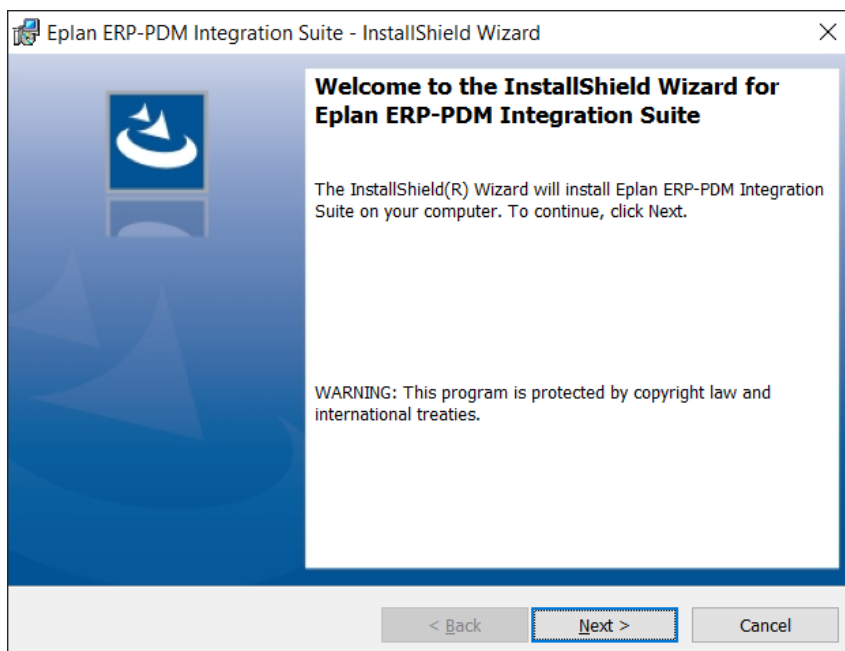 Eplan ERP-PDM Integration Suite - InstallShield Wizard
Welcome to the InstallShield Wizard for
Eplan ERP-PDM Integration Suite
The InstallShield(R) Wizard will install Eplan ERP-PDM Integration
Suite on your computer. To continue, click Next.
WARNING: This program is protected by copyright law and
international treaties.
< Back
Next >
Cancel